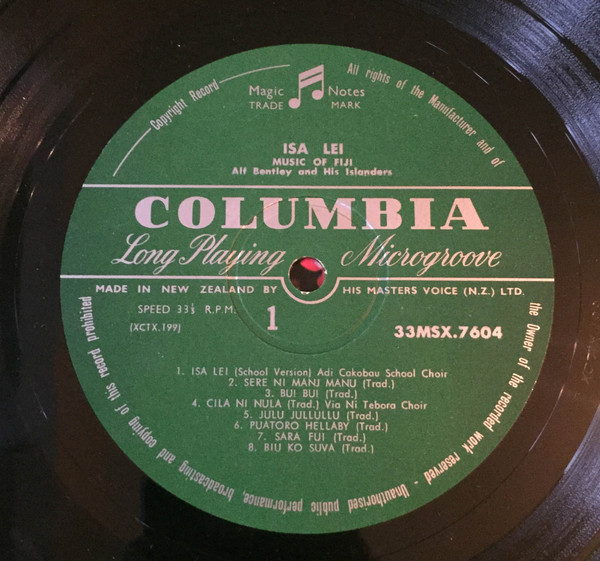 Copyright Record
Magic Notes
TRADE MARK
All rights of the Manufacturer and of
ISA LEI
MUSIC OF FIJI
Alf Bentley and His Islanders
COLUMBIA
Long Playing Microgroove
MADE IN NEW ZEALAND BY HIS MASTERS VOICE (N.Z.) LTD.
SPEED 33⅓ R.P.M.
(XCTX.199)
1
33MSX.7604
1. ISA LEI (School Version) Adi Cakobau School Choir
2. SERE NI MANJ MANU (Trad.)
3. BU! BU! (Trad.)
4. CILA NI NULA (Trad.) Via Ni Tebora Choir
5. JULU JULLULLU (Trad.)
6. PUATORO HELLABY (Trad.)
7. SARA FUI (Trad.)
8. BIU KO SUVA (Trad.)
the Owner of the recorded work reserved - Unauthorised public performance, broadcasting and copying of this record prohibited